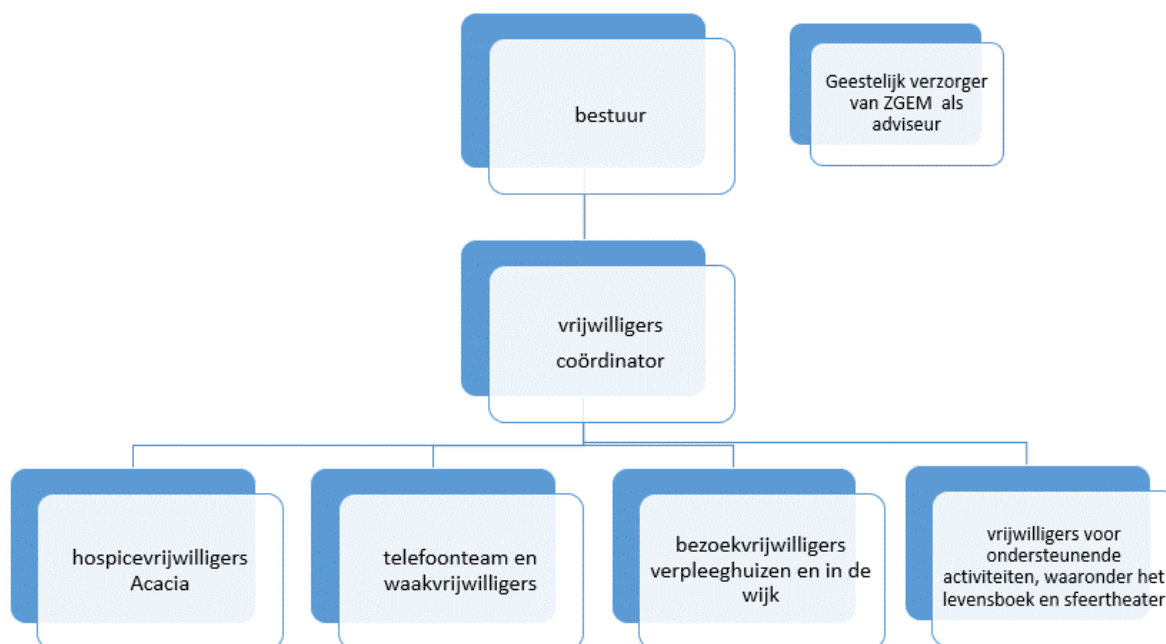 bestuur
Geestelijk verzorger
van ZGEM als
adviseur
vrijwilligers
coördinator
hospicevrijwilligers
Acacia
telefoonteam en
waakvrijwilligers
bezoekvrijwilligers
verpleeghuizen en in de
wijk
vrijwilligers voor
ondersteunende
activiteiten, waaronder het
levensboek en sfeertheater